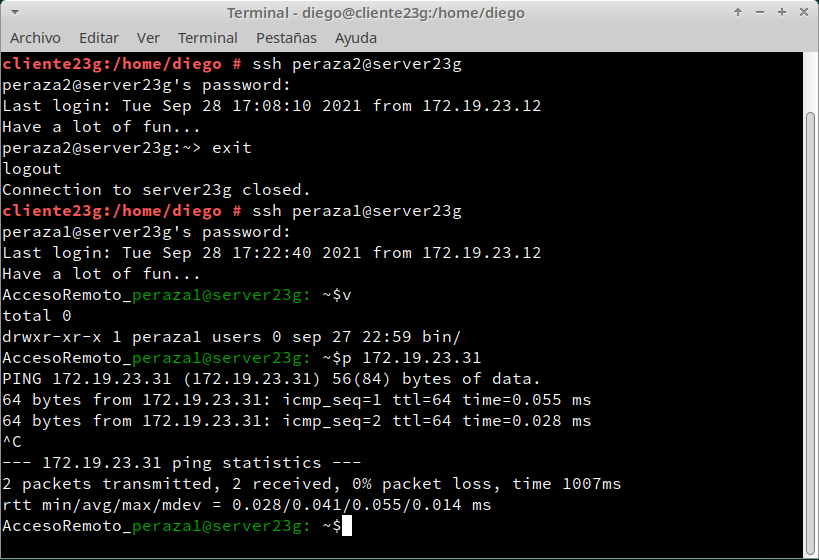 Terminal - diego@cliente23g:/home/diego
Archivo Editar Ver Terminal Pestañas Ayuda
cliente23g:/home/diego # ssh peraza2@server23g
peraza2@server23g's password:
Last login: Tue Sep 28 17:08:10 2021 from 172.19.23.12
Have a lot of fun...
peraza2@server23g:~> exit
logout
Connection to server23g closed.
cliente23g:/home/diego # ssh peraza1@server23g
peraza1@server23g's password:
Last login: Tue Sep 28 17:22:40 2021 from 172.19.23.12
Have a lot of fun...
AccesoRemoto_peraza1@server23g: ~$v
total 0
drwxr-xr-x 1 peraza1 users 0 sep 27 22:59 bin/
AccesoRemoto_peraza1@server23g: ~$p 172.19.23.31
PING 172.19.23.31 (172.19.23.31) 56(84) bytes of data.
64 bytes from 172.19.23.31: icmp_seq=1 ttl=64 time=0.055 ms
64 bytes from 172.19.23.31: icmp_seq=2 ttl=64 time=0.028 ms
^C
--- 172.19.23.31 ping statistics ---
2 packets transmitted, 2 received, 0% packet loss, time 1007ms
rtt min/avg/max/mdev = 0.028/0.041/0.055/0.014 ms
AccesoRemoto_peraza1@server23g: ~$